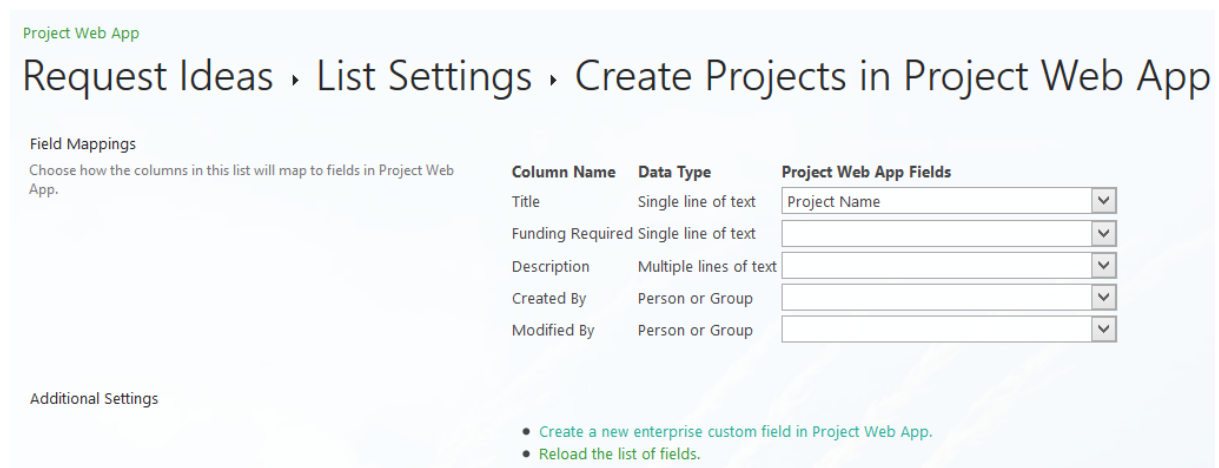 Project Web App
Request Ideas ▸ List Settings ▸ Create Projects in Project Web App
Field Mappings
Choose how the columns in this list will map to fields in Project Web
App.
Column Name Data Type Project Web App Fields
Title Single line of text Project Name
Funding Required Single line of text
Description Multiple lines of text
Created By Person or Group
Modified By Person or Group
Additional Settings
• Create a new enterprise custom field in Project Web App.
• Reload the list of fields.